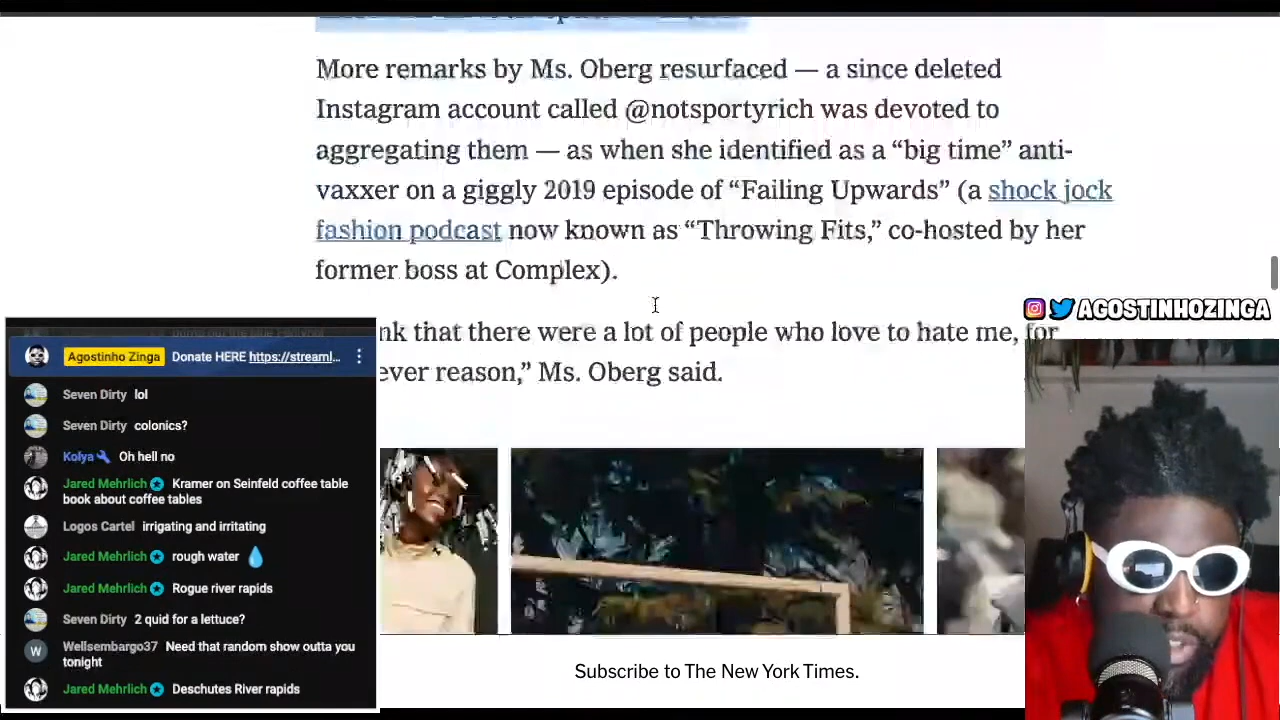 More remarks by Ms. Oberg resurfaced — a since deleted
Instagram account called @notsportyrich was devoted to
aggregating them — as when she identified as a “big time” anti-
vaxxer on a giggly 2019 episode of “Failing Upwards” (a shock jock
fashion podcast now known as “Throwing Fits,” co-hosted by her
former boss at Complex).
nk that there were a lot of people who love to hate me, for
ever reason,” Ms. Oberg said.
Subscribe to The New York Times.
AGOSTINHOZINGA
Agostinho Zinga Donate HERE https://streaml...
Seven Dirty lol
Seven Dirty colonics?
Kolya Oh hell no
Jared Mehrlich Kramer on Seinfeld coffee table
book about coffee tables
Logos Cartel irrigating and irritating
Jared Mehrlich rough water
Jared Mehrlich Rogue river rapids
Seven Dirty 2 quid for a lettuce?
W Wellsembargo37 Need that random show outta you
tonight
Jared Mehrlich Deschutes River rapids